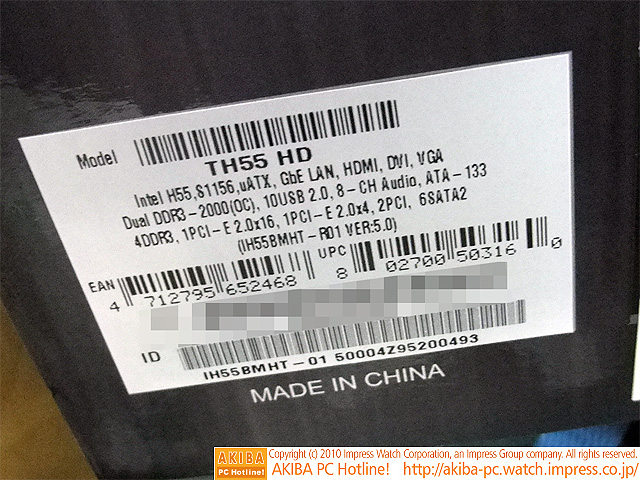 Model
TH55 HD
Intel H55,S1156,uATX, GbE LAN, HDMI, DVI, VGA
Dual DDR3-2000(OC), 10USB 2.0, 8-CH Audio, ATA-133
4DDR3, 1PCI-E 2.0x16, 1PCI-E 2.0x4, 2PCI, 6SATA2
(IH55BMHT-R01 VER:5.0)
EAN
4 712795 652468
UPC
8 02700 50316 0
ID
IH55BMHT-01 50004Z95200493
MADE IN CHINA
AKIBA
PC Hotline!
Copyright (c) 2010 Impress Watch Corporation, an Impress Group company. All rights reserved.
AKIBA PC Hotline! http://akiba-pc.watch.impress.co.jp/